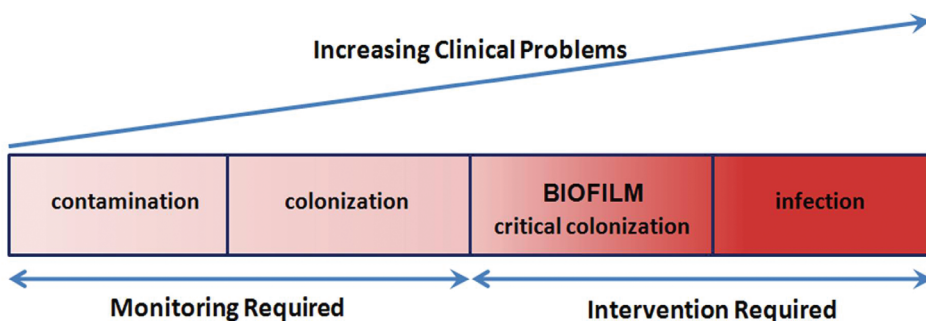 Increasing Clinical Problems
contamination
colonization
BIOFILM
critical colonization
infection
Monitoring Required
Intervention Required